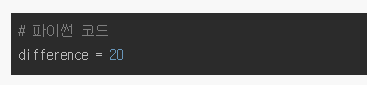 # 파이썬 코드
difference = 20